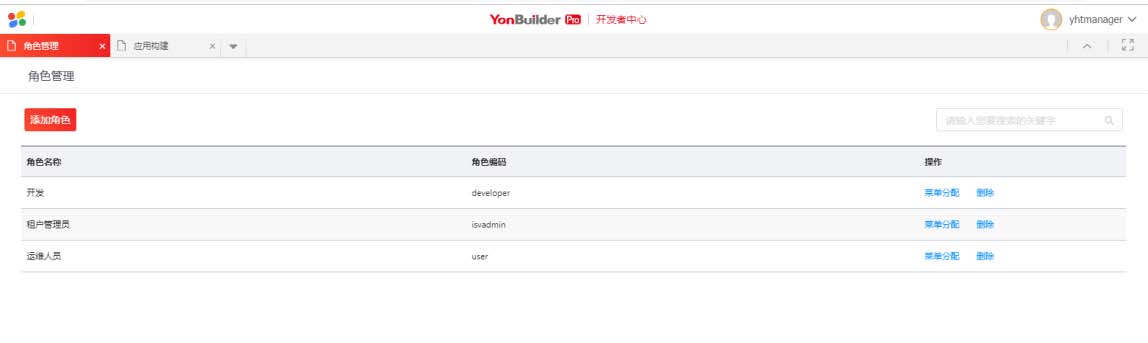 YonBuilder Pro 开发者中心 yhtmanager
角色管理 × 应用构建 ×
角色管理
添加角色 请输入您要搜索的关键字
角色名称 角色编码 操作
开发 developer 菜单分配 删除
租户管理员 isvadmin 菜单分配 删除
运维人员 user 菜单分配 删除